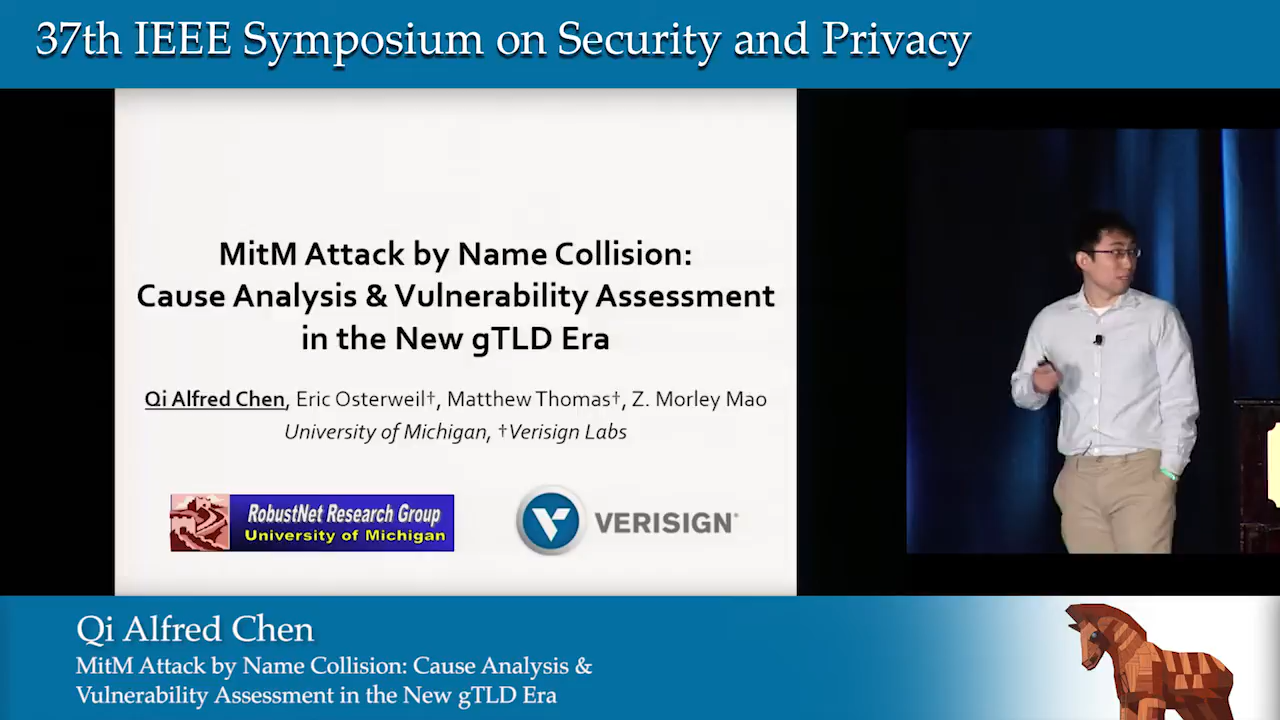 37th IEEE Symposium on Security and Privacy
MitM Attack by Name Collision:
Cause Analysis & Vulnerability Assessment
in the New gTLD Era
Qi Alfred Chen, Eric Osterweil†, Matthew Thomas†, Z. Morley Mao
University of Michigan, †Verisign Labs
RobustNet Research Group
University of Michigan
VERISIGN
Qi Alfred Chen
MitM Attack by Name Collision: Cause Analysis &
Vulnerability Assessment in the New gTLD Era